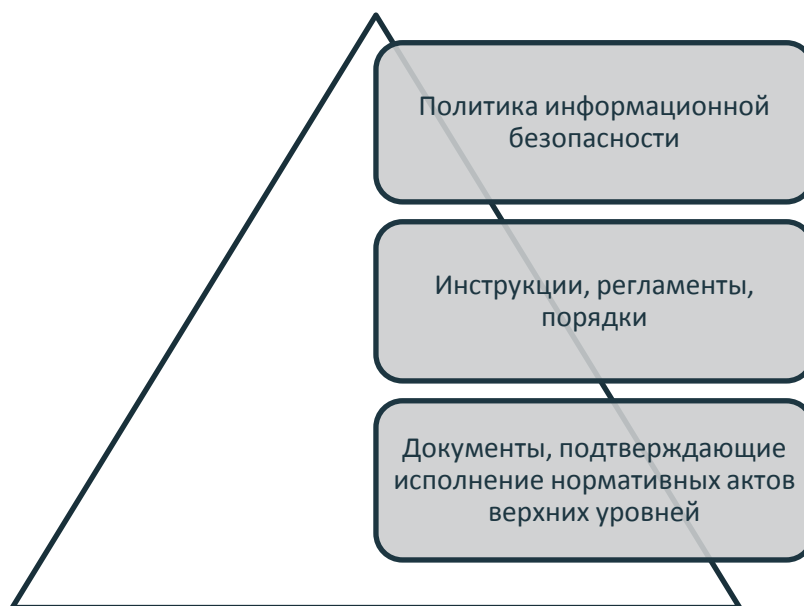 Политика информационной
безопасности
Инструкции, регламенты,
порядки
Документы, подтверждающие
исполнение нормативных актов
верхних уровней